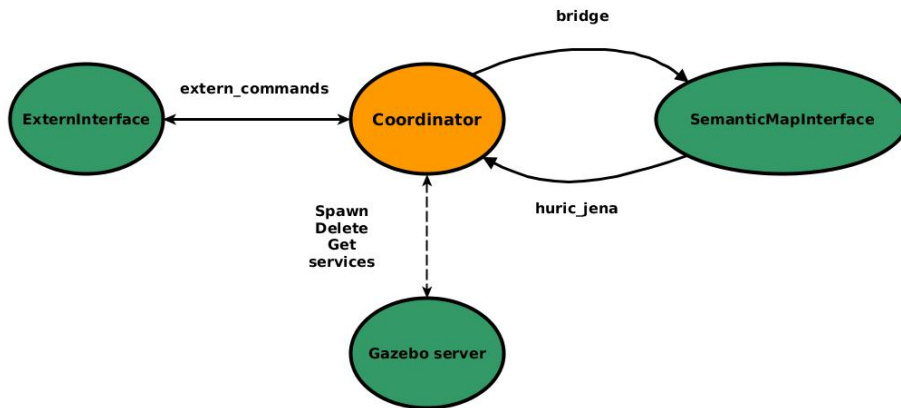 bridge
extern_commands
ExternInterface
Coordinator
SemanticMapInterface
huric_jena
Spawn
Delete
Get
services
Gazebo server